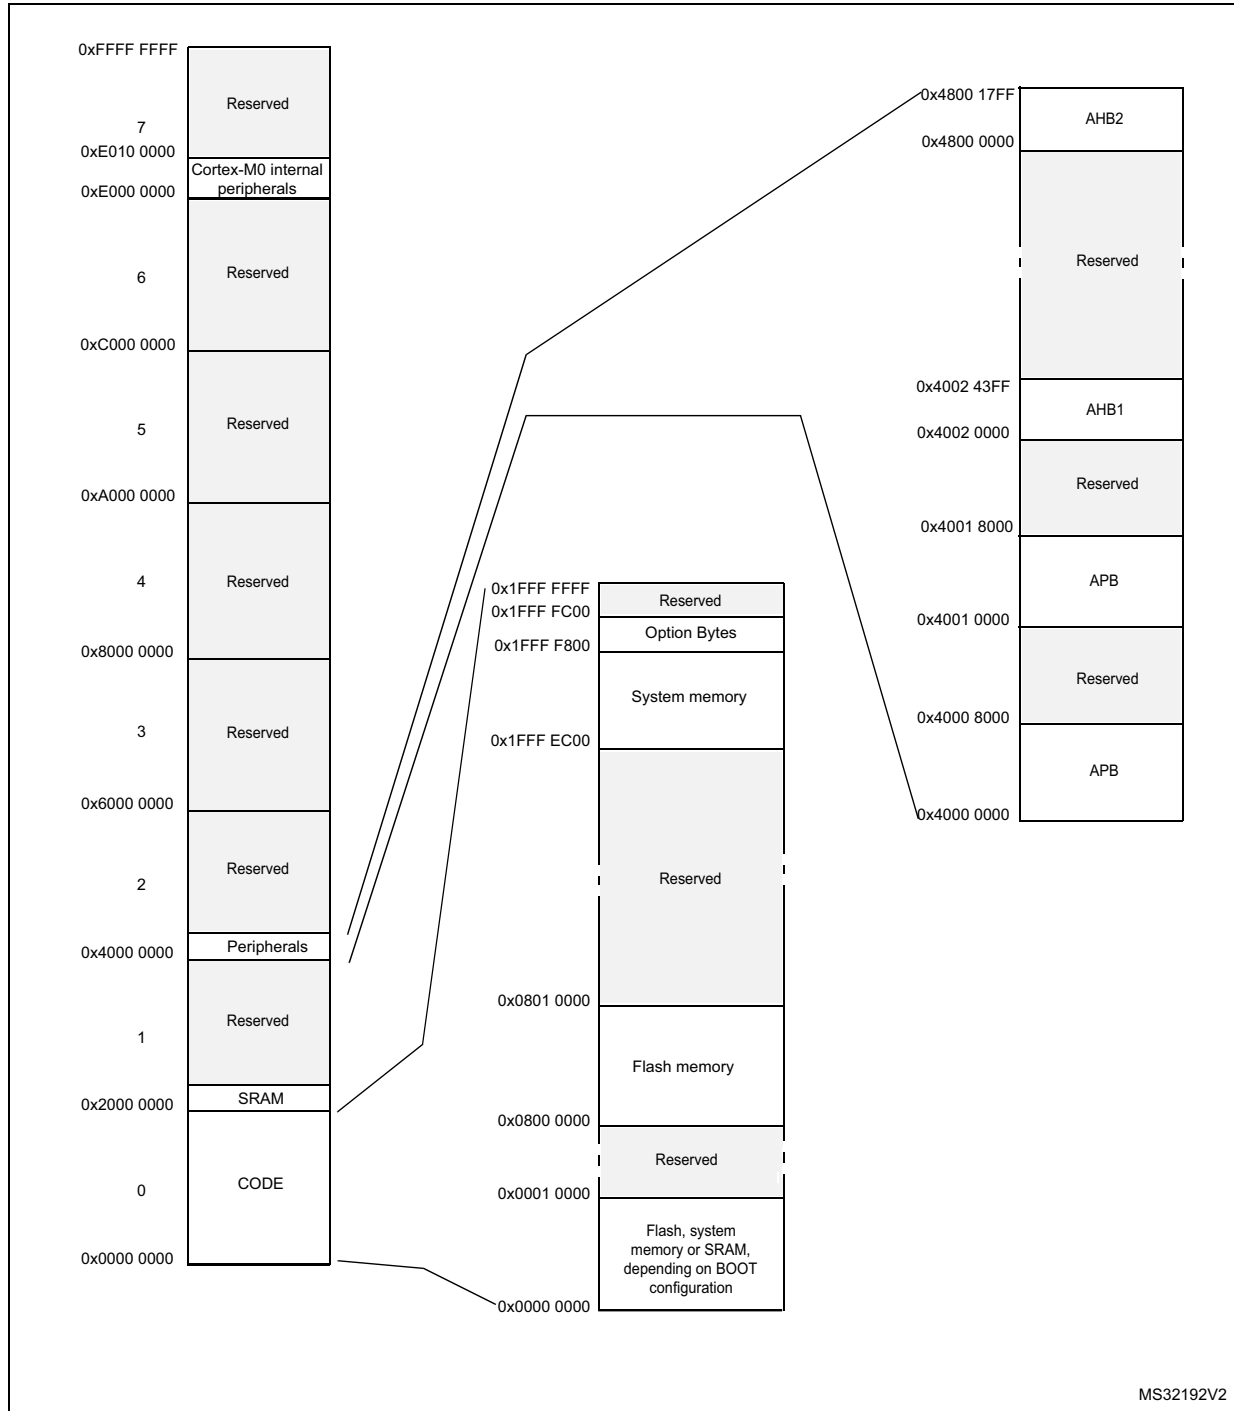 0xFFFF FFFF
Reserved
7
0xE010 0000
Cortex-M0 internal
peripherals
0xE000 0000
Reserved
6
0xC000 0000
Reserved
5
0xA000 0000
Reserved
4
0x8000 0000
Reserved
3
0x6000 0000
Reserved
2
Peripherals
0x4000 0000
Reserved
1
SRAM
0x2000 0000
CODE
0
0x0000 0000
0x1FFF FFFF
Reserved
0x1FFF FC00
Option Bytes
0x1FFF F800
System memory
0x1FFF EC00
Reserved
0x0801 0000
Flash memory
0x0800 0000
Reserved
0x0001 0000
Flash, system
memory or SRAM,
depending on BOOT
configuration
0x0000 0000
0x4800 17FF
AHB2
0x4800 0000
Reserved
0x4002 43FF
AHB1
0x4002 0000
Reserved
0x4001 8000
APB
0x4001 0000
Reserved
0x4000 8000
APB
0x4000 0000
MS32192V2